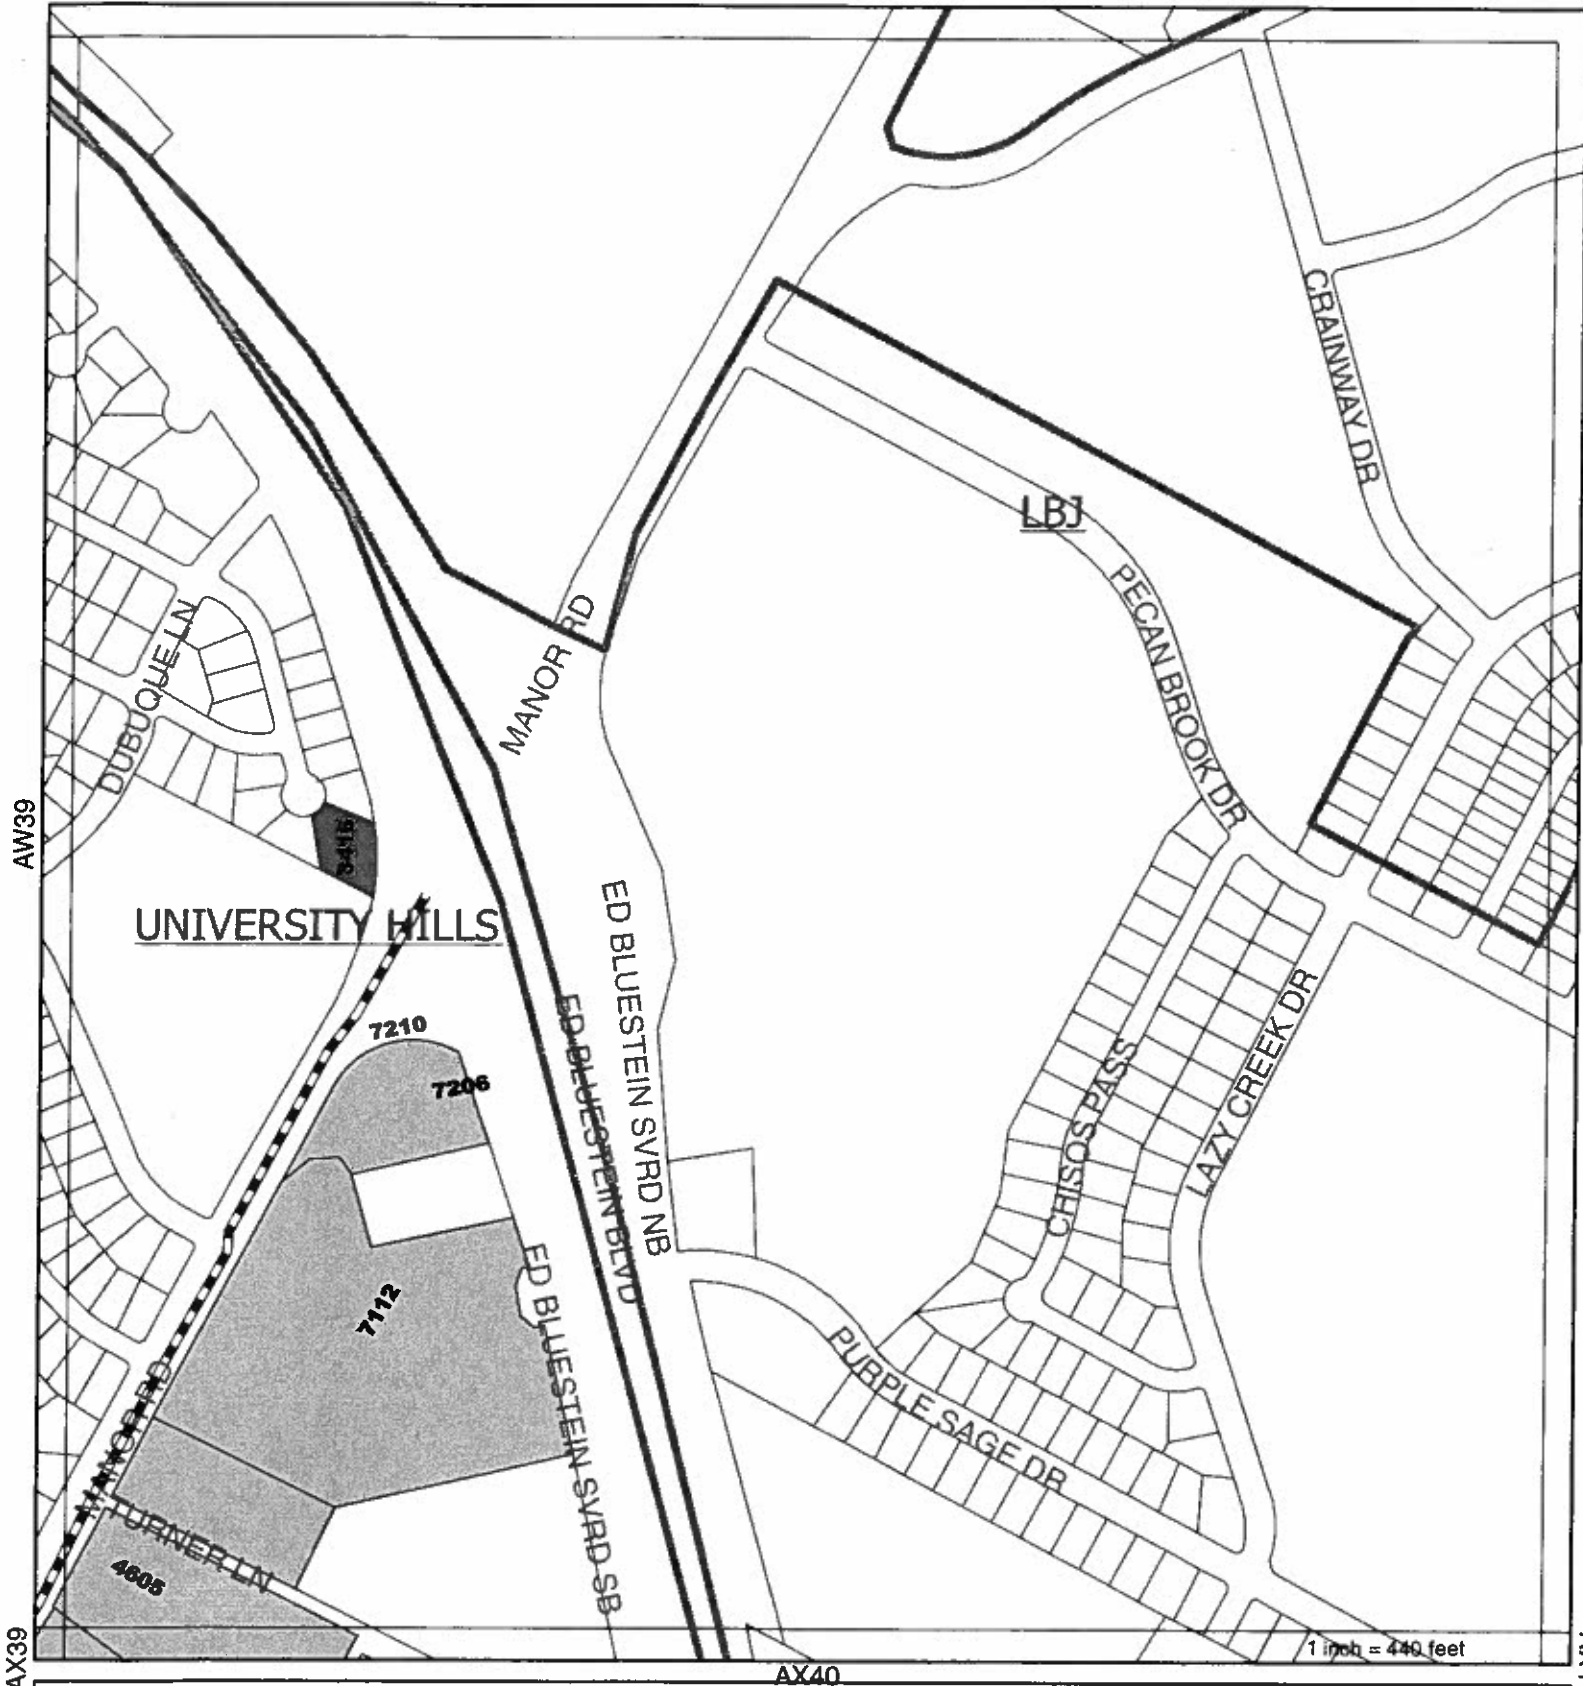 CRAINWAY DR
LBJ
PECAN BROOK DR
MANOR RD
DUBUQUE LN
AW39
UNIVERSITY HILLS
ED BLUESTEIN SVRD NB
ED BLUESTEIN BLVD
7210
7206
CHISOS PASS
LAZY CREEK DR
7112
ED BLUESTEIN SVRD SB
PURPLE SAGE DR
MANOR RD
TURNER LN
4605
1 inch = 440 feet
AX39
AX40